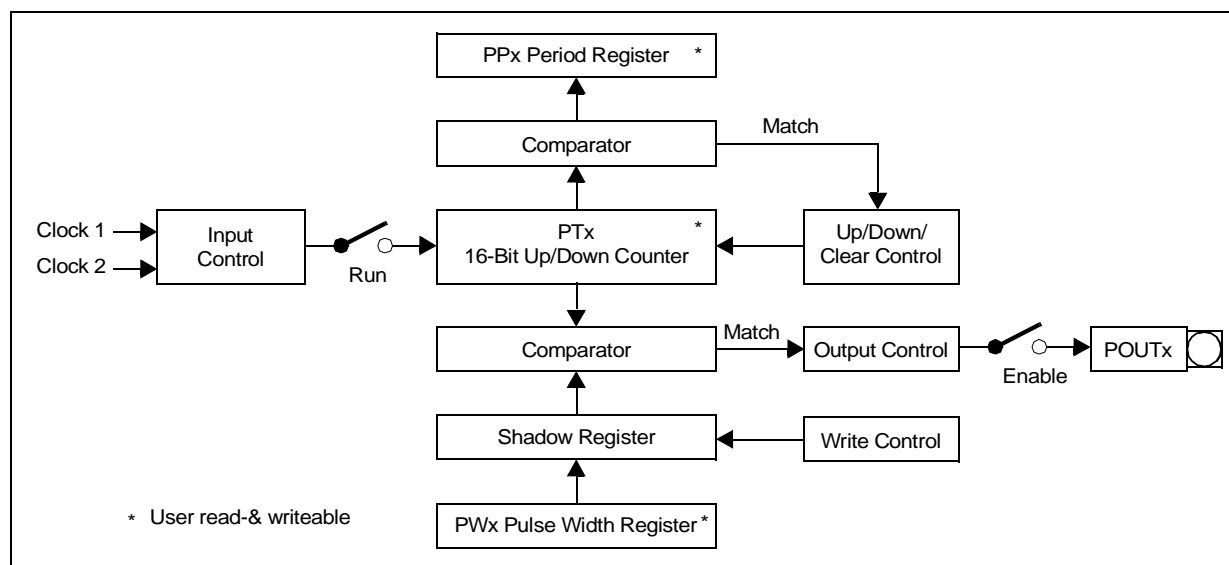 PPx Period Register *
Comparator
Match
Clock 1
Clock 2
Input
Control
Run
PTx *
16-Bit Up/Down Counter
Up/Down/
Clear Control
Comparator
Match
Output Control
Enable
POUTx
Shadow Register
Write Control
PWx Pulse Width Register *
* User read-& writeable